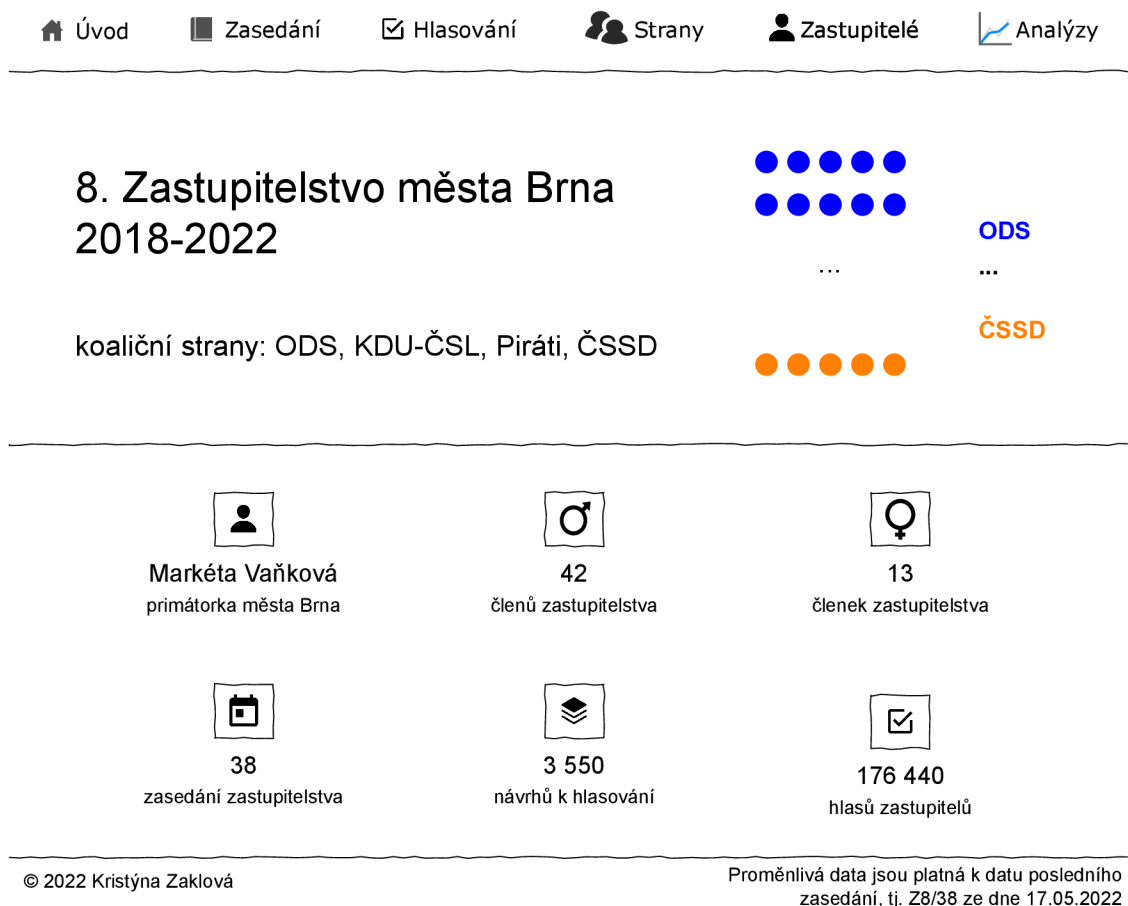 Úvod
Zasedání
Hlasování
Strany
Zastupitelé
Analýzy
8. Zastupitelstvo města Brna
2018-2022
koaliční strany: ODS, KDU-ČSL, Piráti, ČSSD
...
ODS
...
ČSSD
Markéta Vaňková
primátorka města Brna
42
členů zastupitelstva
13
členek zastupitelstva
38
zasedání zastupitelstva
3 550
návrhů k hlasování
176 440
hlasů zastupitelů
© 2022 Kristýna Zaklová
Proměnlivá data jsou platná k datu posledního
zasedání, tj. Z8/38 ze dne 17.05.2022